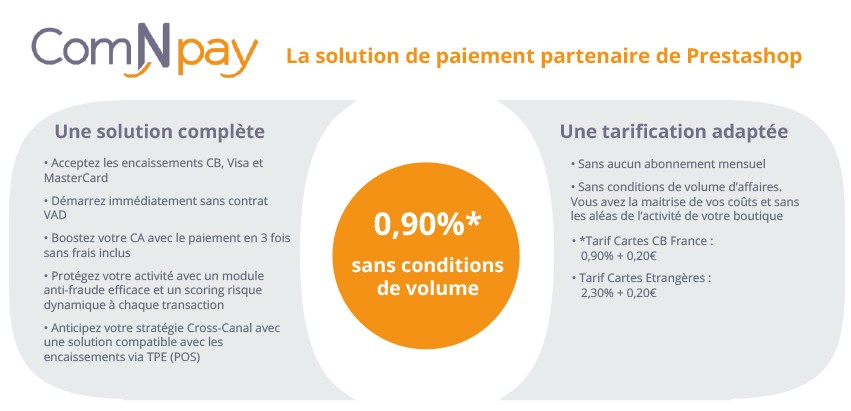 ComNpay
La solution de paiement partenaire de Prestashop
Une solution complète
• Acceptez les encaissements CB, Visa et
MasterCard
• Démarrez immédiatement sans contrat
VAD
• Boostez votre CA avec le paiement en 3 fois
sans frais inclus
• Protégez votre activité avec un module
anti-fraude efficace et un scoring risque
dynamique à chaque transaction
• Anticipez votre stratégie Cross-Canal avec
une solution compatible avec les
encaissements via TPE (POS)
0,90%*
sans conditions
de volume
Une tarification adaptée
• Sans aucun abonnement mensuel
• Sans conditions de volume d’affaires.
Vous avez la maitrise de vos coûts et sans
les aléas de l’activité de votre boutique
• *Tarif Cartes CB France :
0,90% + 0,20€
• Tarif Cartes Etrangères :
2,30% + 0,20€